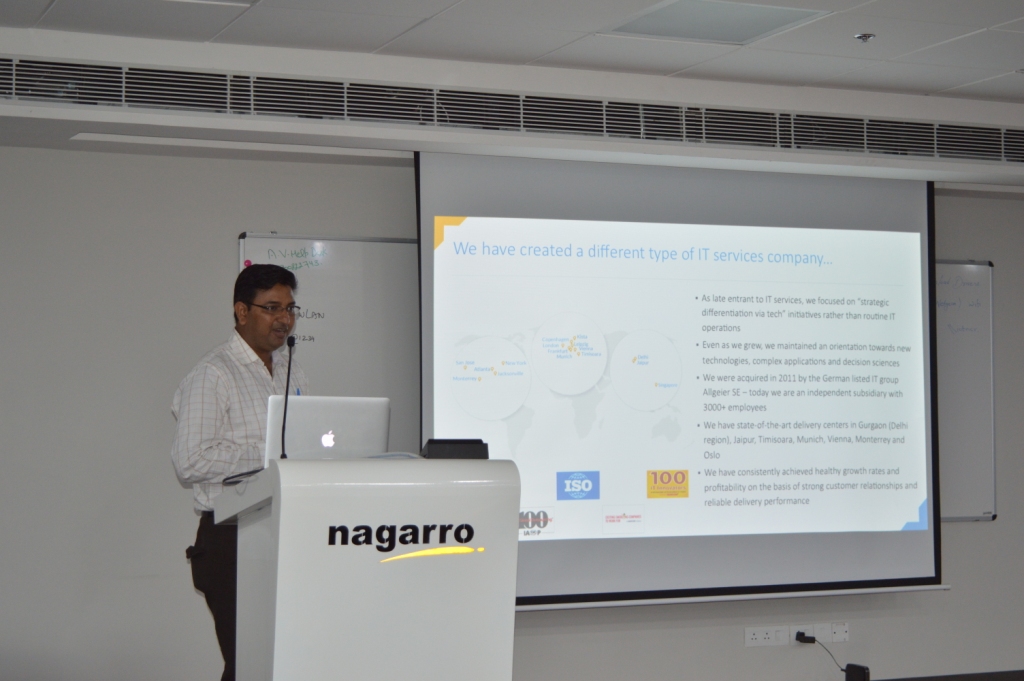 We have created a different type of IT services company...
• As late entrant to IT services, we focused on "strategic
differentiation via tech" initiatives rather than routine IT
operations
• Even as we grew, we maintained an orientation towards new
technologies, complex applications and decision sciences
• We were acquired in 2011 by the German listed IT group
Allgeier SE – today we are an independent subsidiary with
3000+ employees
• We have state-of-the-art delivery centers in Gurgaon (Delhi
region), Jaipur, Timisoara, Munich, Vienna, Monterrey and
Oslo
• We have consistently achieved healthy growth rates and
profitability on the basis of strong customer relationships and
reliable delivery performance
ISO
100
100
nagarro